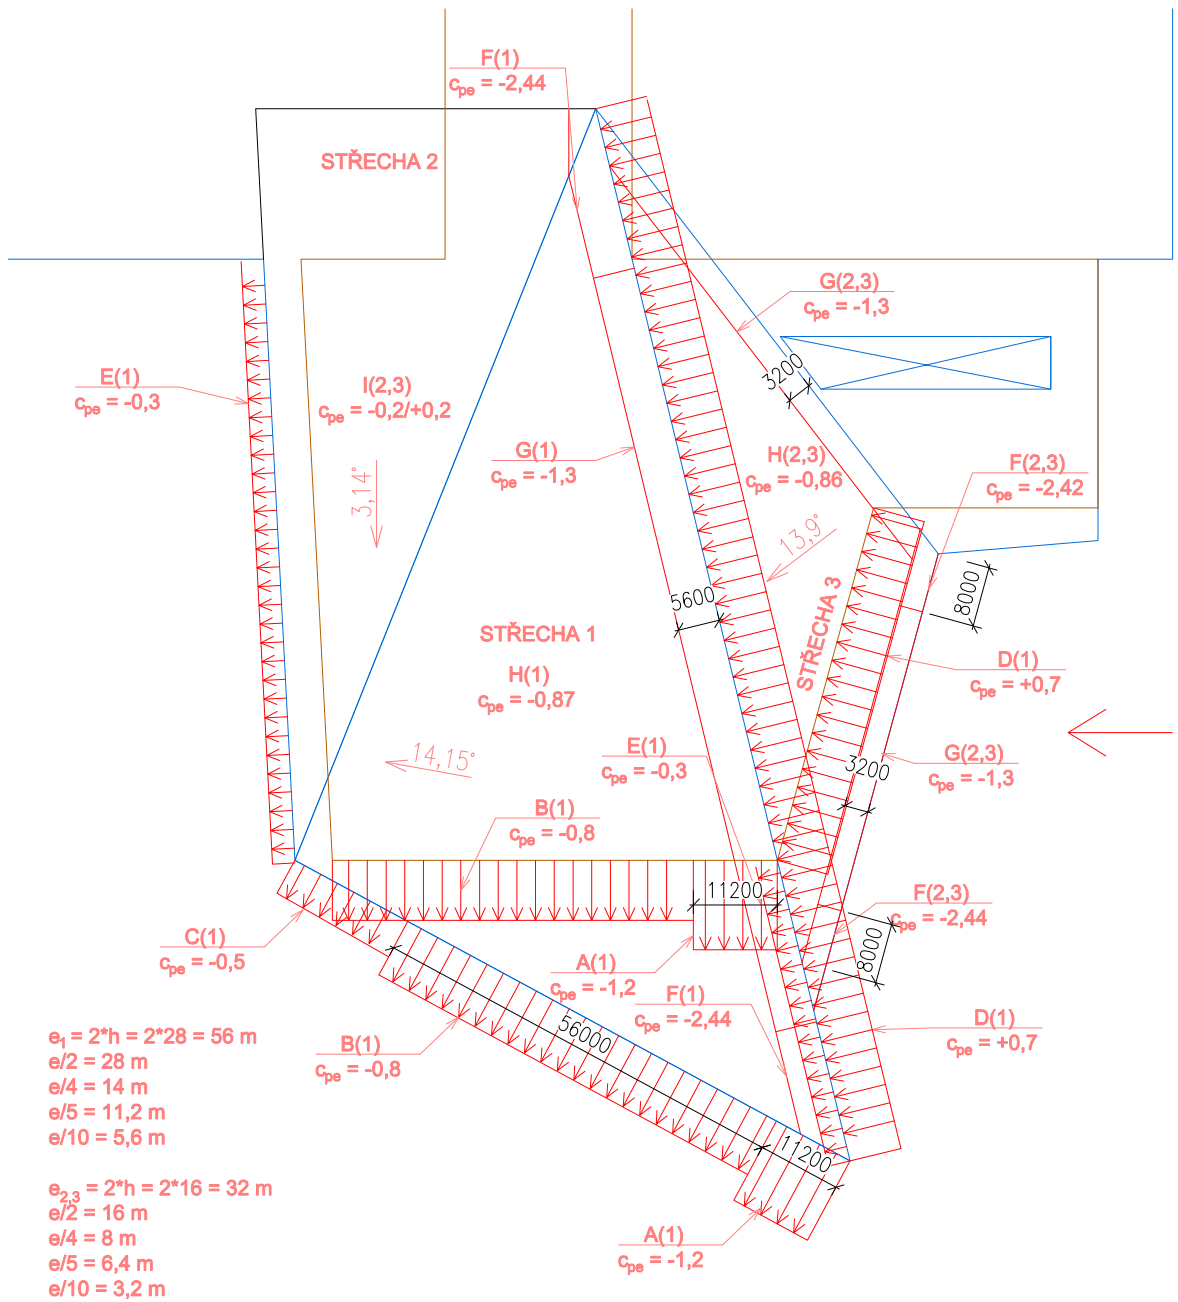 F(1)
cpe = -2,44
STŘECHA 2
G(2,3)
cpe = -1,3
E(1)
cpe = -0,3
I(2,3)
cpe = -0,2/+0,2
3200
G(1)
cpe = -1,3
H(2,3)
cpe = -0,86
F(2,3)
cpe = -2,42
3,14°
13,9°
8000
5600
STŘECHA 1
STŘECHA 3
H(1)
cpe = -0,87
D(1)
cpe = +0,7
14,15°
E(1)
cpe = -0,3
G(2,3)
cpe = -1,3
3200
B(1)
cpe = -0,8
11200
F(2,3)
cpe = -2,44
8000
C(1)
cpe = -0,5
A(1)
cpe = -1,2
F(1)
cpe = -2,44
D(1)
cpe = +0,7
56000
B(1)
cpe = -0,8
11200
A(1)
cpe = -1,2
e1 = 2*h = 2*28 = 56 m
e/2 = 28 m
e/4 = 14 m
e/5 = 11,2 m
e/10 = 5,6 m
e2,3 = 2*h = 2*16 = 32 m
e/2 = 16 m
e/4 = 8 m
e/5 = 6,4 m
e/10 = 3,2 m